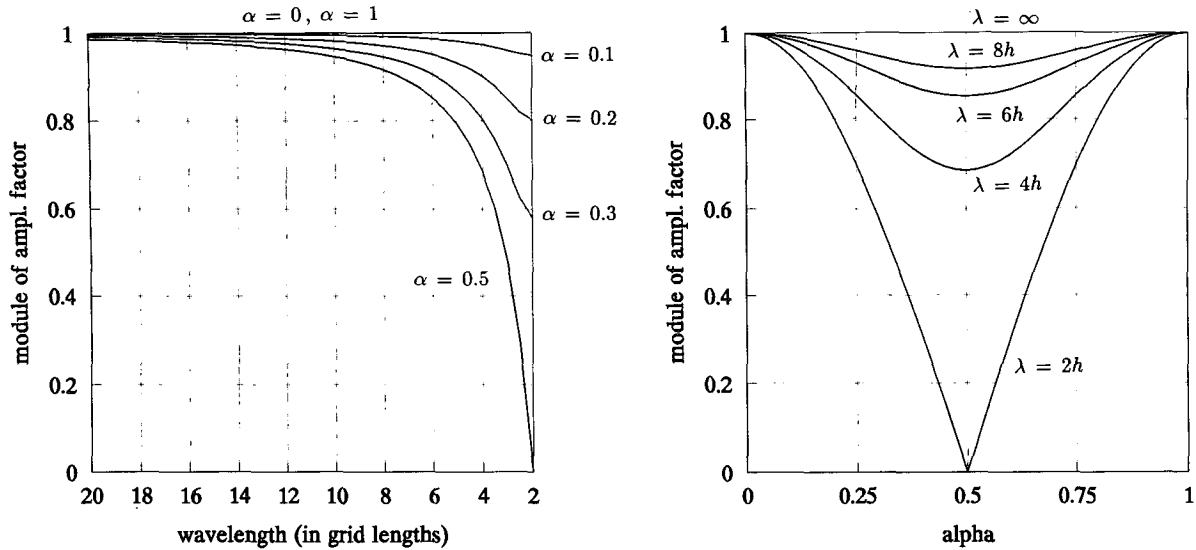 α = 0 , α = 1
1
0.8
0.6
0.4
0.2
0
module of ampl. factor
α = 0.1
α = 0.2
α = 0.3
α = 0.5
20 18 16 14 12 10 8 6 4 2
wavelength (in grid lengths)
λ = ∞
1
0.8
0.6
0.4
0.2
0
module of ampl. factor
λ = 8h
λ = 6h
λ = 4h
λ = 2h
0 0.25 0.5 0.75 1
alpha